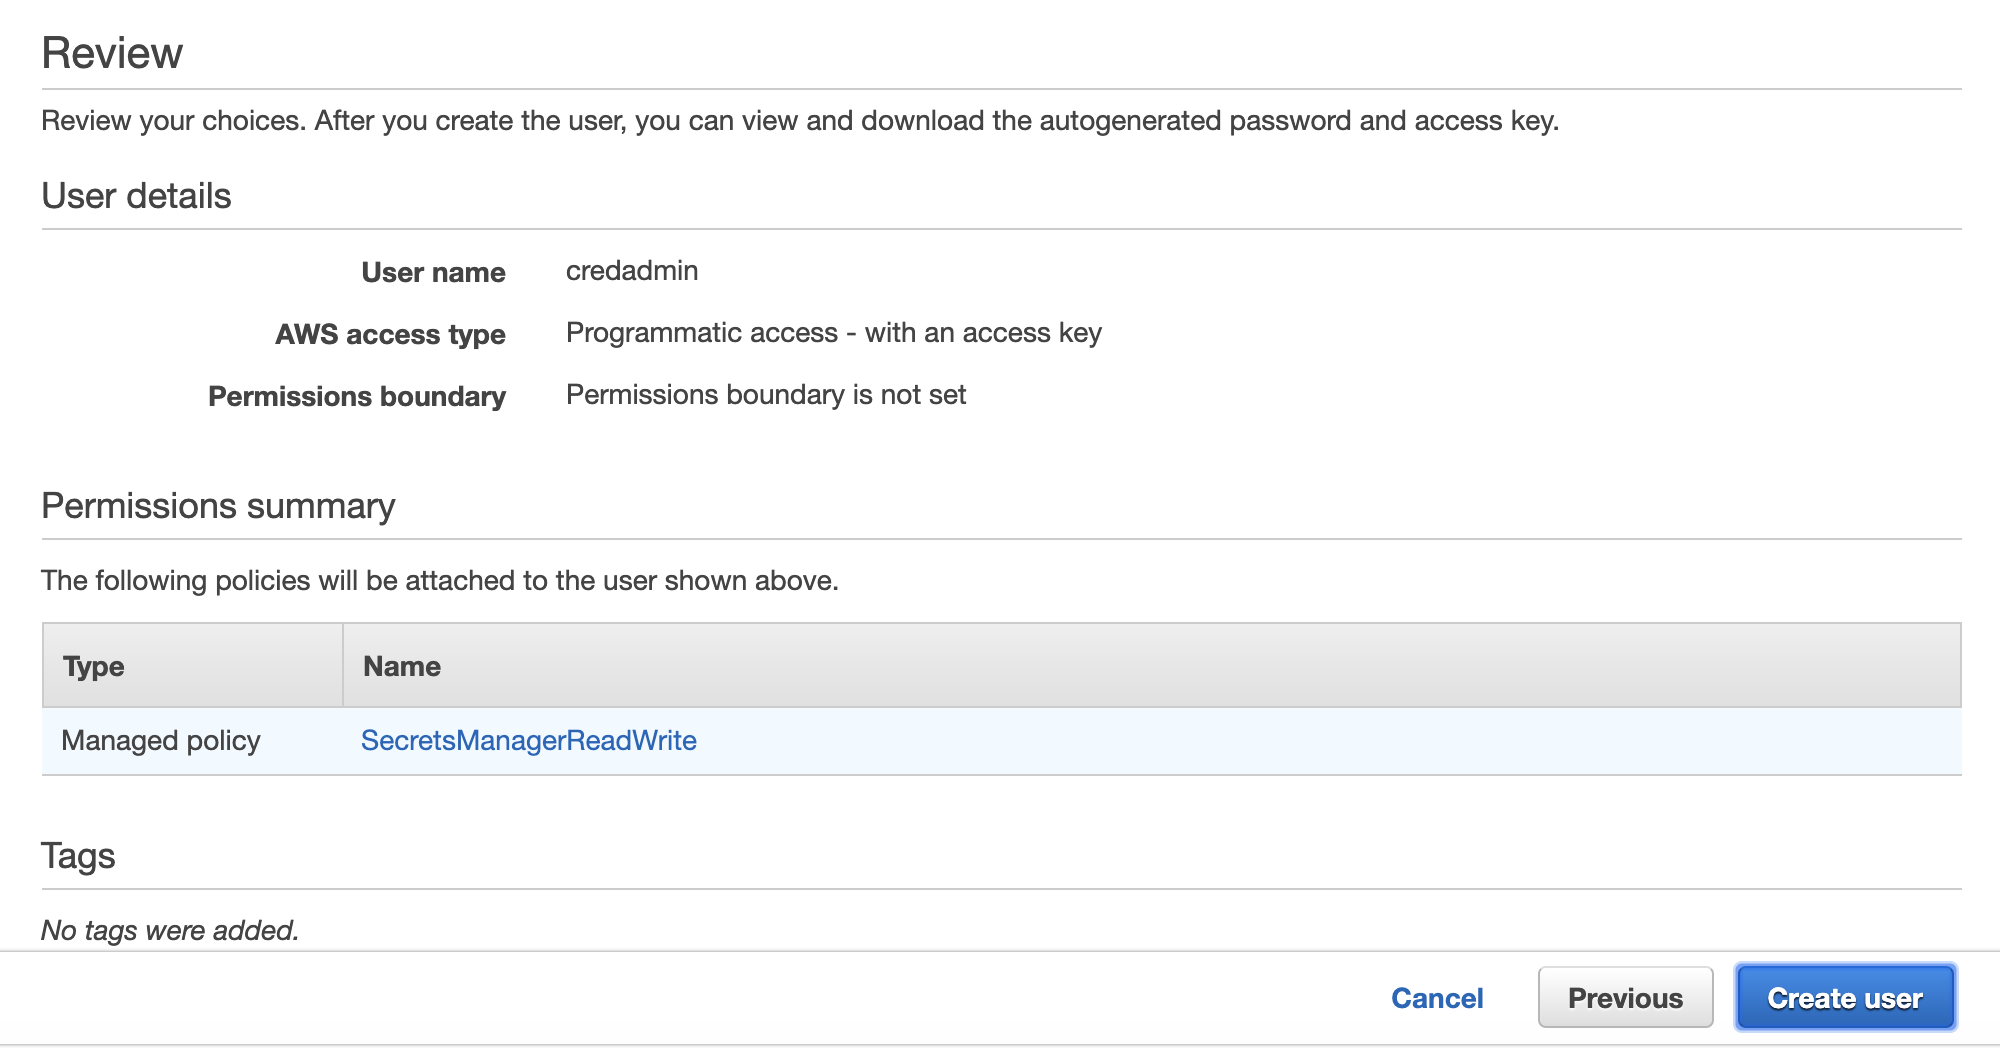 Review
Review your choices. After you create the user, you can view and download the autogenerated password and access key.
User details
User name credadmin
AWS access type Programmatic access - with an access key
Permissions boundary Permissions boundary is not set
Permissions summary
The following policies will be attached to the user shown above.
Type Name
Managed policy SecretsManagerReadWrite
Tags
No tags were added.
Cancel Previous Create user